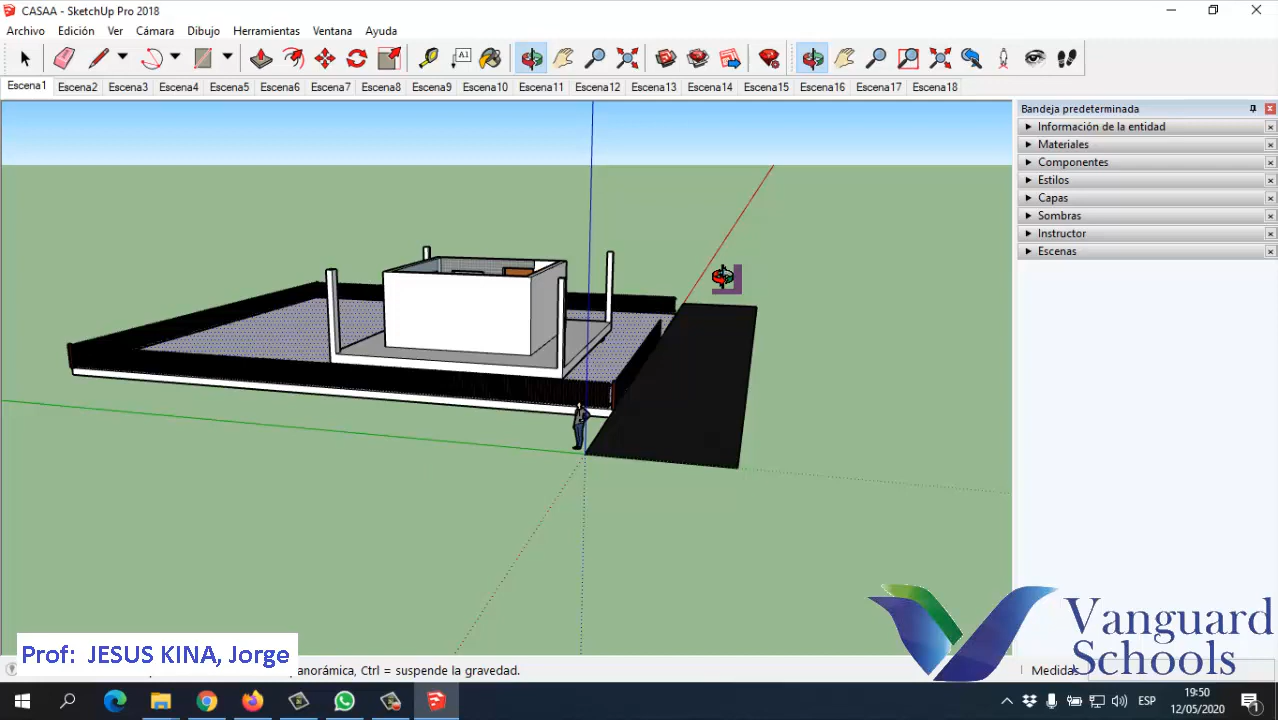 CASAA - SketchUp Pro 2018
Archivo Edición Ver Cámara Dibujo Herramientas Ventana Ayuda
A1
Escena1 Escena2 Escena3 Escena4 Escena5 Escena6 Escena7 Escena8 Escena9 Escena10 Escena11 Escena12 Escena13 Escena14 Escena15 Escena16 Escena17 Escena18
Bandeja predeterminada
Información de la entidad
Materiales
Componentes
Estilos
Capas
Sombras
Instructor
Escenas
Vanguard
Schools
Prof: JESUS KINA, Jorge
panorámica, Ctrl = suspende la gravedad.
Medidas
ESP
19:50
12/05/2020
1